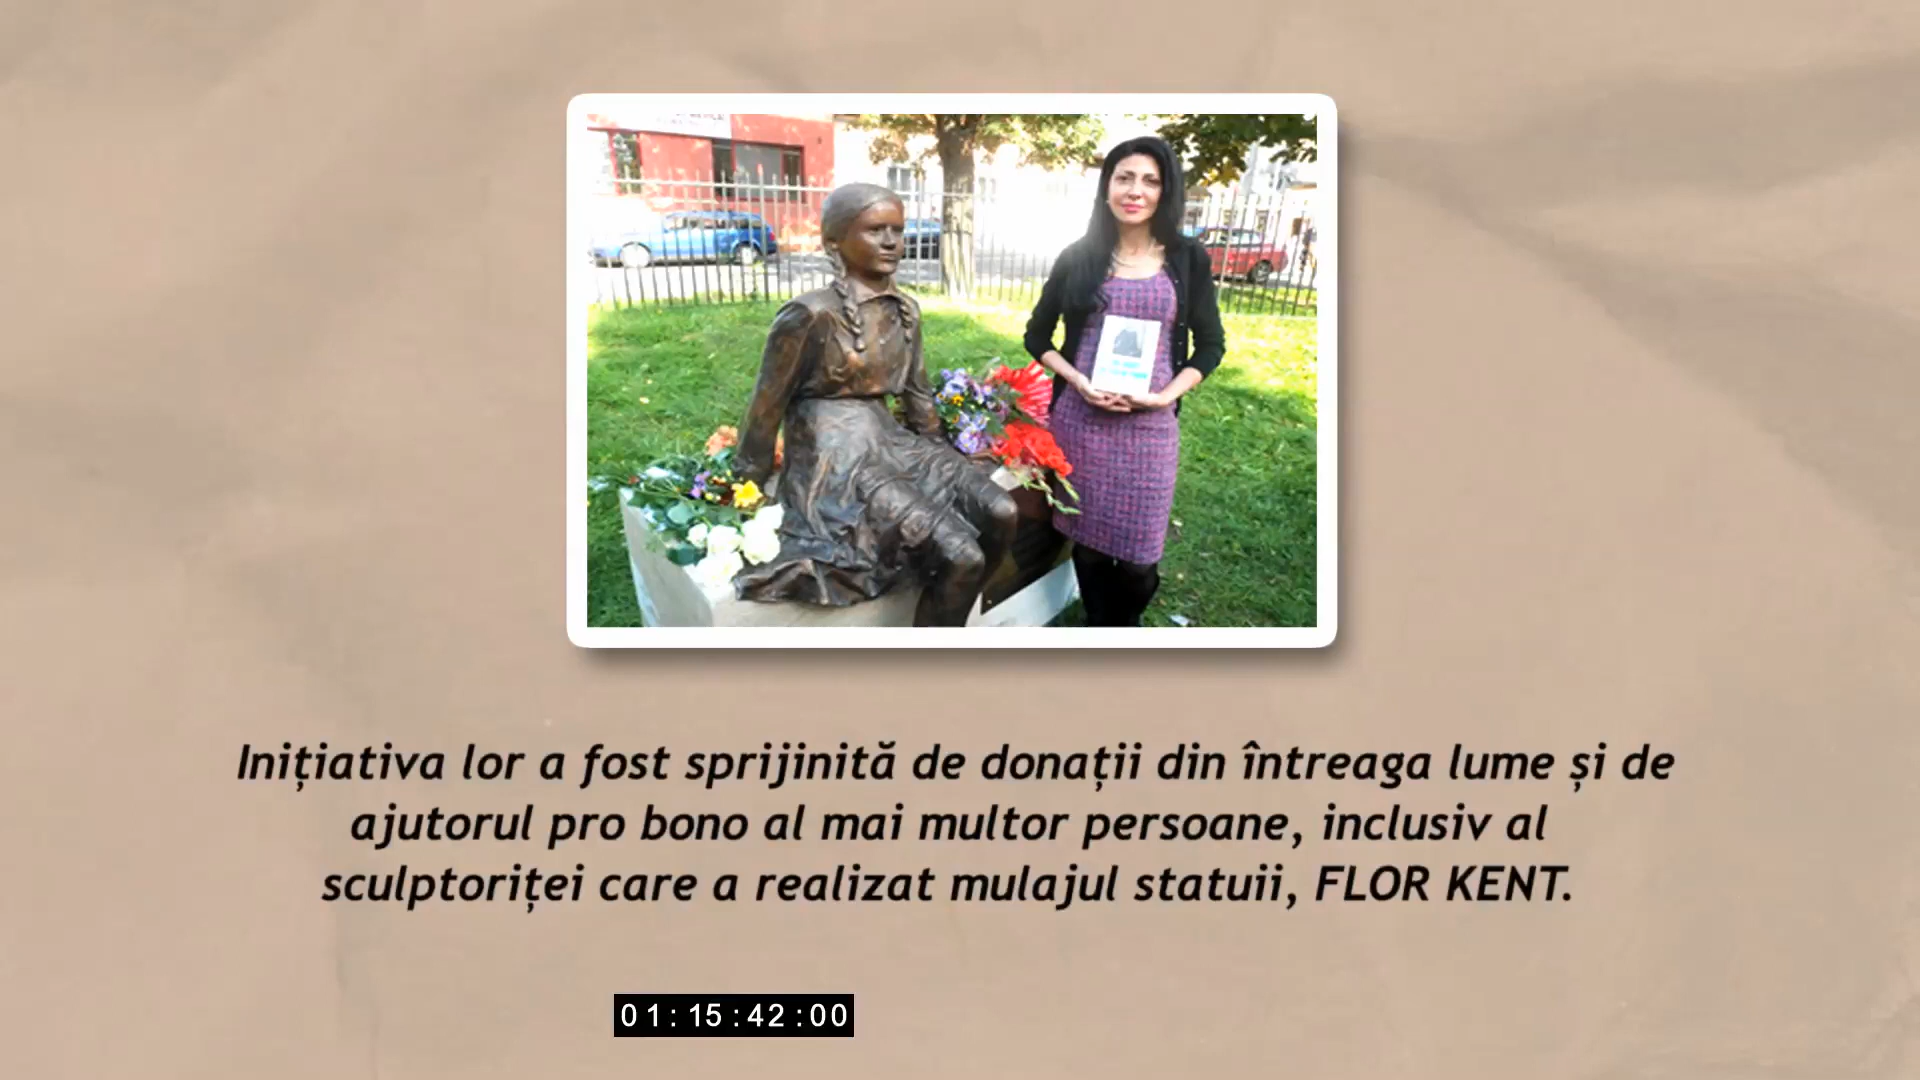 Inițiativa lor a fost sprijinită de donații din întreaga lume și de
ajutorul pro bono al mai multor persoane, inclusiv al
sculptoriței care a realizat mulajul statuii, FLOR KENT.
01:15:42:00